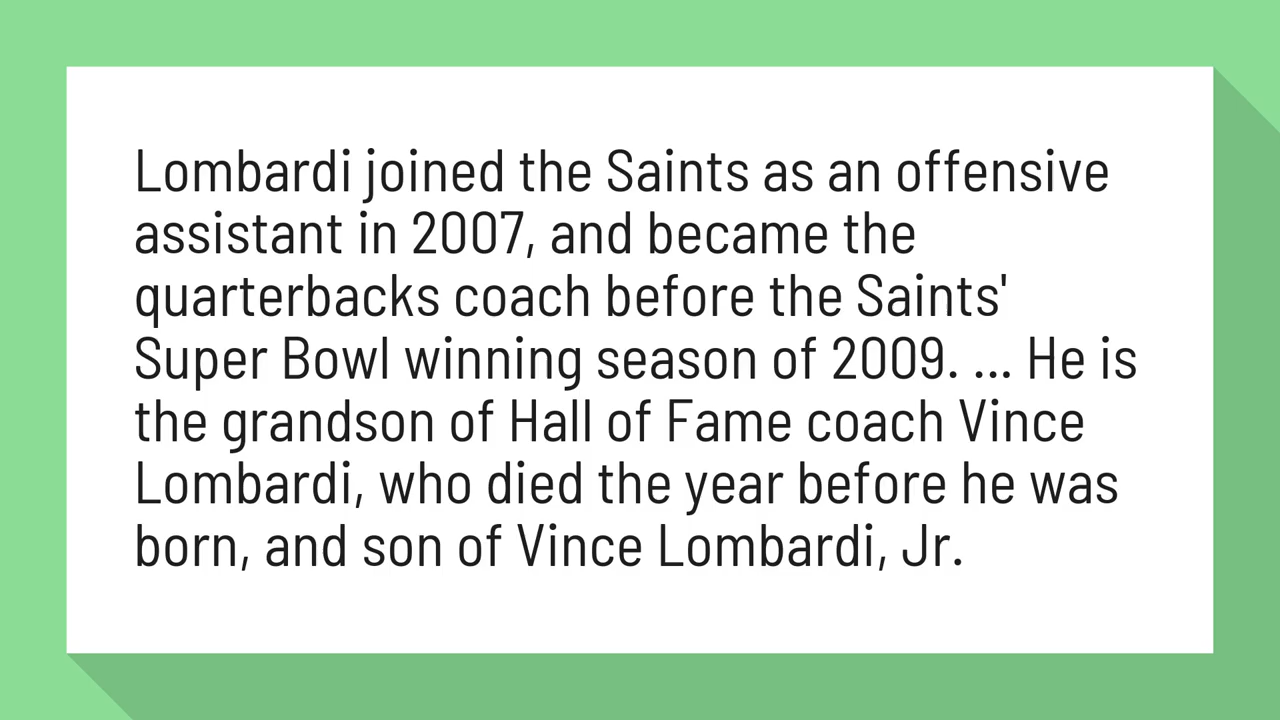 Lombardi joined the Saints as an offensive
assistant in 2007, and became the
quarterbacks coach before the Saints'
Super Bowl winning season of 2009. ... He is
the grandson of Hall of Fame coach Vince
Lombardi, who died the year before he was
born, and son of Vince Lombardi, Jr.